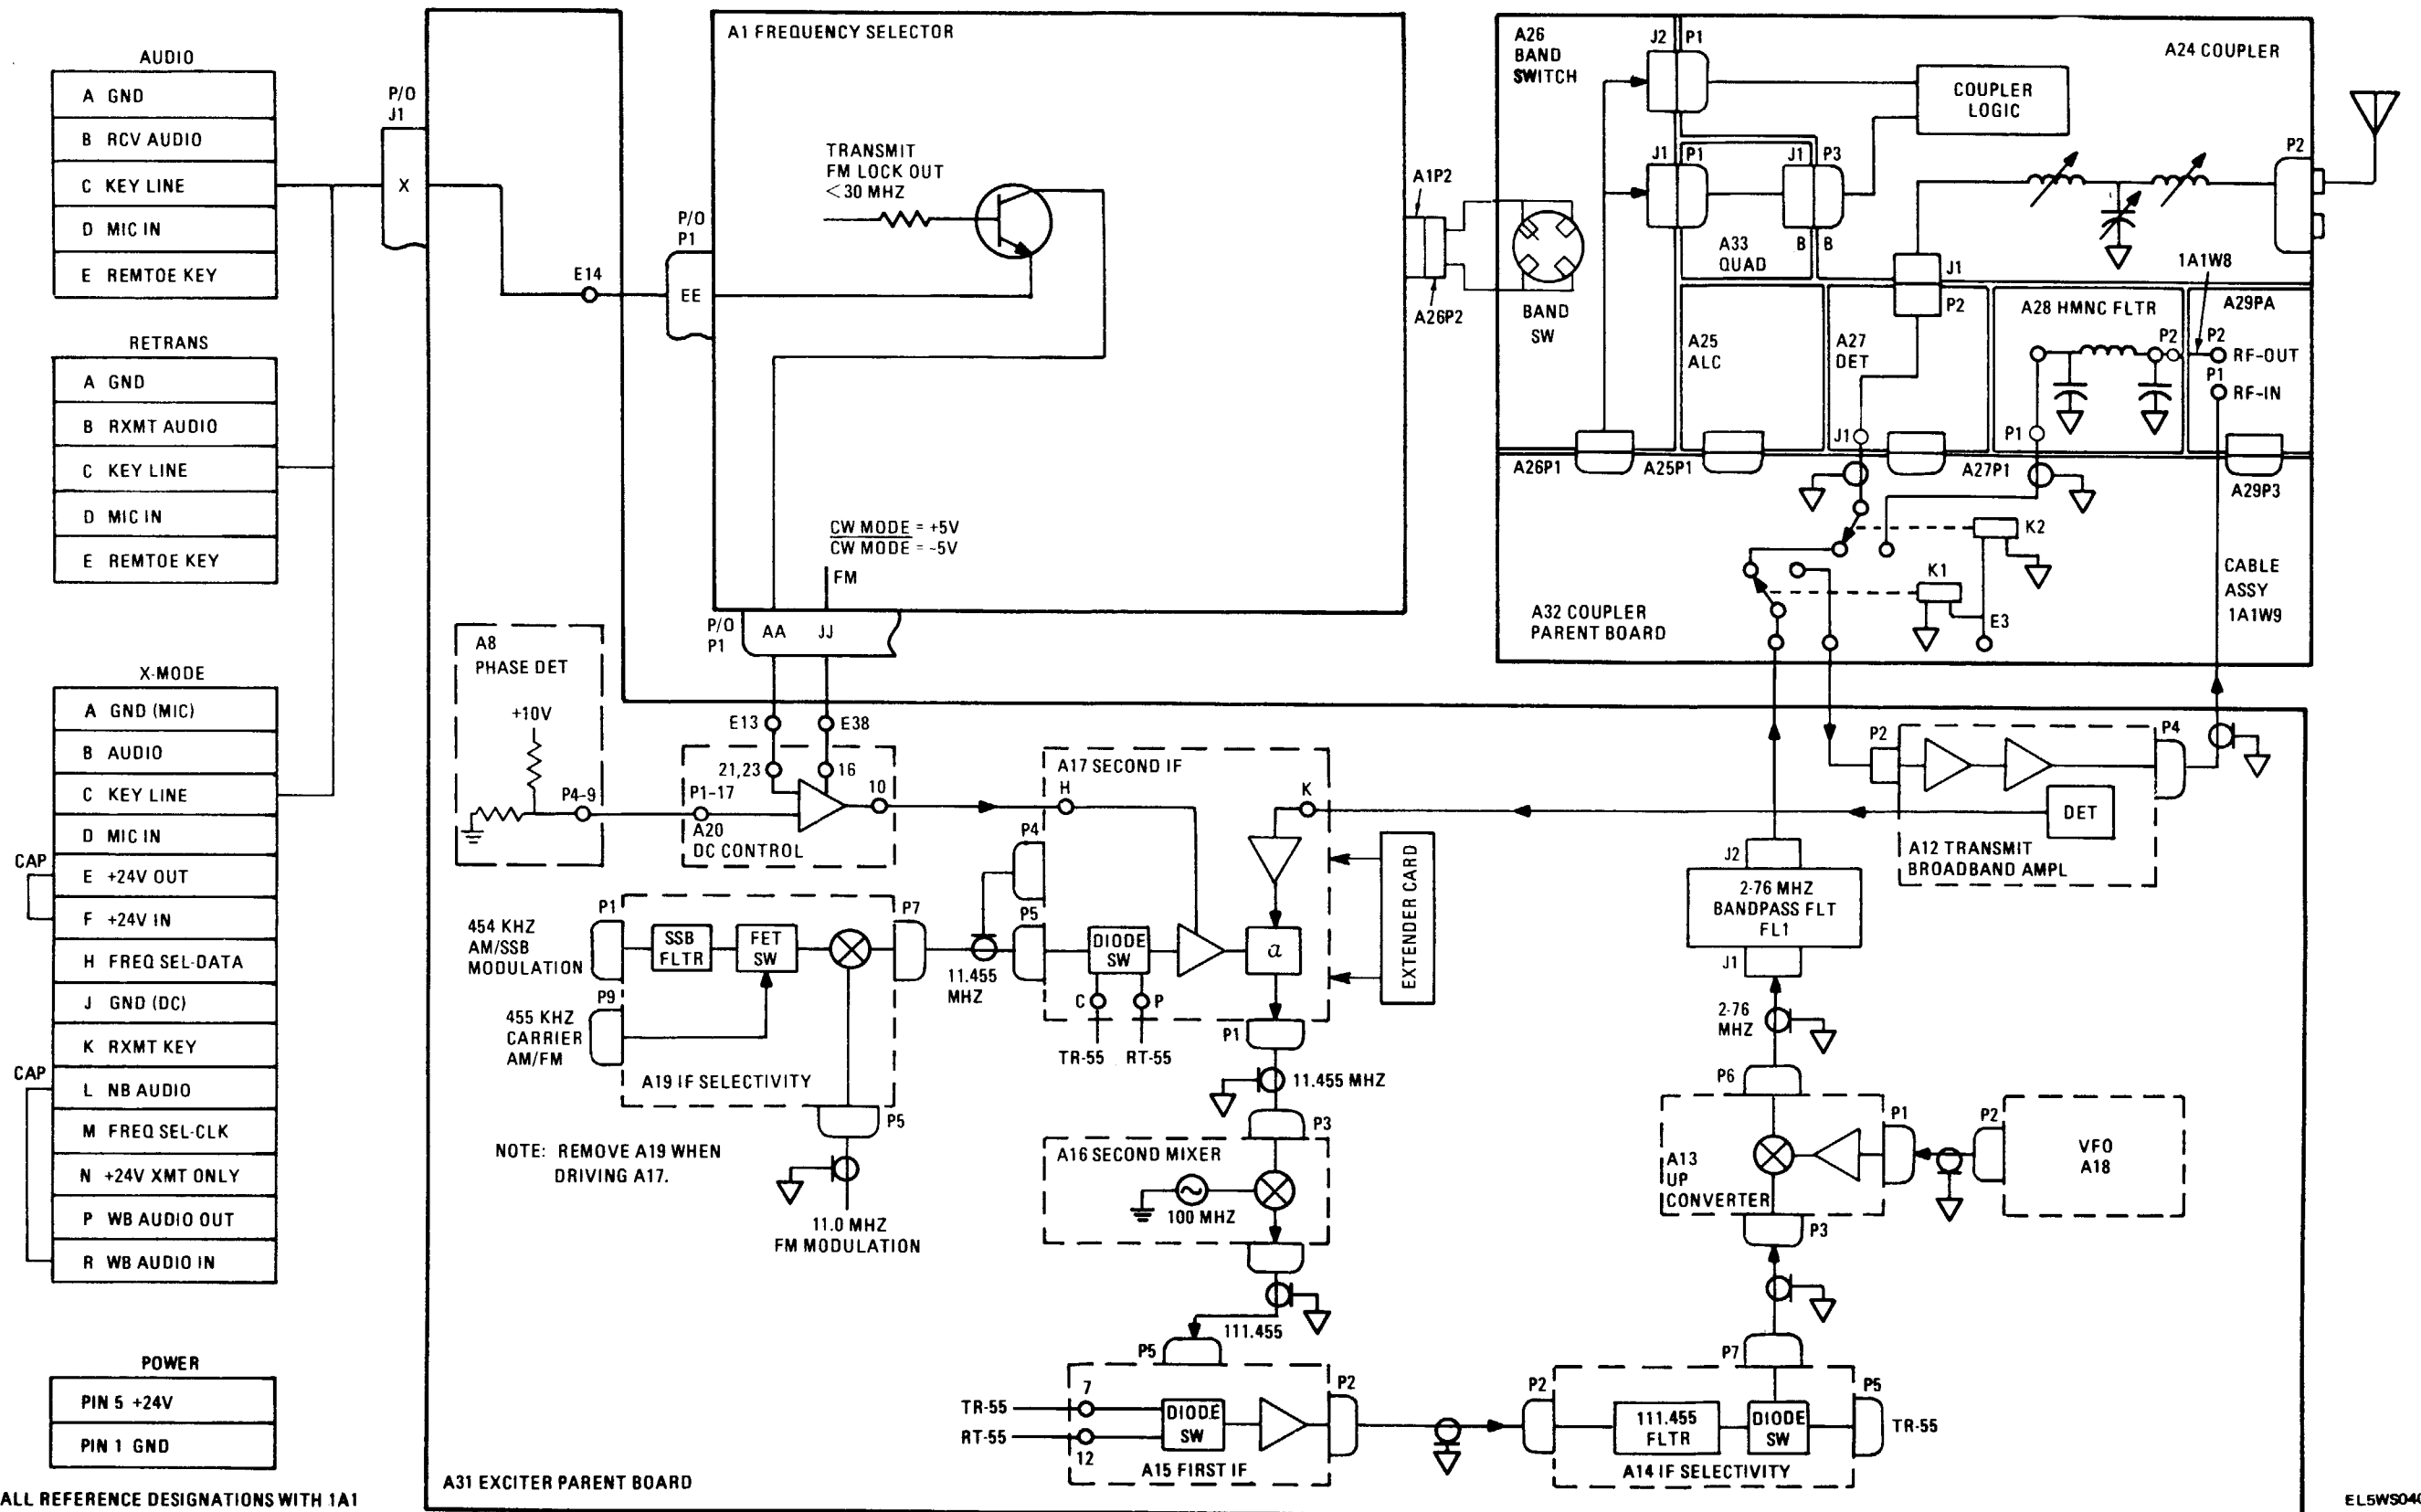 AUDIO
A GND
B RCV AUDIO
C KEY LINE
D MIC IN
E REMTOE KEY
RETRANS
A GND
B RXMT AUDIO
C KEY LINE
D MIC IN
E REMTOE KEY
X-MODE
A GND (MIC)
B AUDIO
C KEY LINE
D MIC IN
E +24V OUT
F +24V IN
H FREQ SEL-DATA
J GND (DC)
K RXMT KEY
L NB AUDIO
M FREQ SEL-CLK
N +24V XMT ONLY
P WB AUDIO OUT
R WB AUDIO IN
CAP
CAP
POWER
PIN 5 +24V
PIN 1 GND
ALL REFERENCE DESIGNATIONS WITH 1A1
P/O
J1
X
E14
P/O
P1
EE
A1 FREQUENCY SELECTOR
TRANSMIT
FM LOCK OUT
<30 MHZ
CW MODE = +5V
CW MODE = -5V
FM
P/O
P1
AA
JJ
A1P2
A26P2
A26
BAND
SWITCH
BAND
SW
J2
P1
A24 COUPLER
COUPLER
LOGIC
J1
P1
J1
P3
B
B
A33
QUAD
P2
J1
P2
1A1W8
A25
ALC
A27
DET
A28 HMNC FLTR
P2
A29PA
P2
RF-OUT
P1
RF-IN
J1
P1
A26P1
A25P1
A27P1
A29P3
K2
K1
E3
A32 COUPLER
PARENT BOARD
CABLE
ASSY
1A1W9
A8
PHASE DET
+10V
P4-9
E13
E38
21,23
16
10
P1-17
A20
DC CONTROL
A17 SECOND IF
H
K
P4
P5
DIODE
SW
a
C
P
TR-55
RT-55
P1
EXTENDER CARD
P2
P4
DET
A12 TRANSMIT
BROADBAND AMPL
J2
2-76 MHZ
BANDPASS FLT
FL1
J1
2-76
MHZ
454 KHZ
AM/SSB
MODULATION
P1
SSB
FLTR
FET
SW
P7
11.455
MHZ
P9
455 KHZ
CARRIER
AM/FM
A19 IF SELECTIVITY
P5
NOTE: REMOVE A19 WHEN
DRIVING A17.
11.0 MHZ
FM MODULATION
11.455 MHZ
P3
A16 SECOND MIXER
100 MHZ
111.455
P5
P6
A13
UP
CONVERTER
P1
P2
VFO
A18
P3
P7
TR-55
7
RT-55
12
DIODE
SW
P2
A15 FIRST IF
P2
111.455
FLTR
DIODE
SW
P5
TR-55
A14 IF SELECTIVITY
A31 EXCITER PARENT BOARD